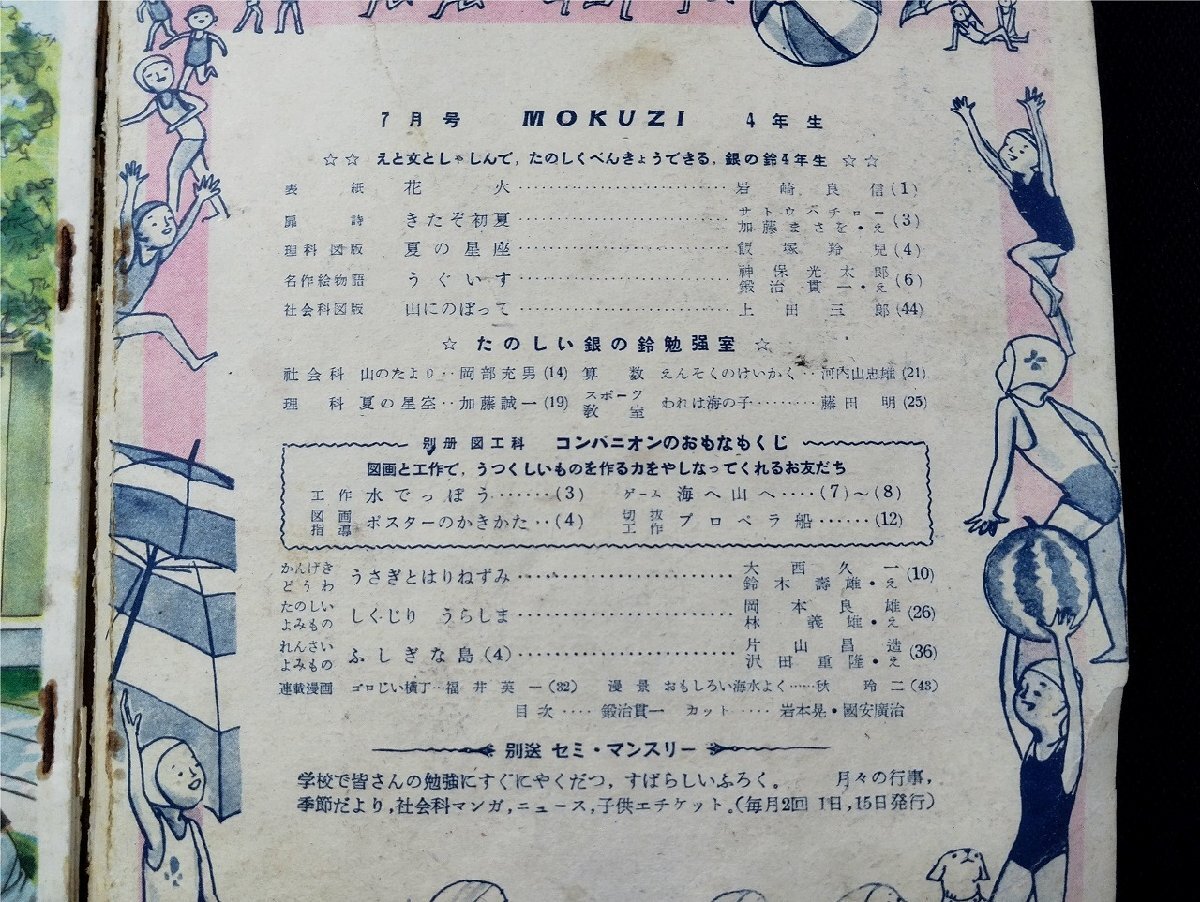 7月号 MOKUZI 4年生
☆☆ えと文としゃしんで，たのしくべんきょうできる，銀の鈴4年生 ☆☆
表紙 花火……岩崎良信(1)
扉詩 きたぞ初夏……サトウハチロー 加藤まさを・え(3)
理科図版 夏の星座……飯塚玲児(4)
名作絵物語 うぐいす……神保光太郎 鍛治貫一・え(6)
社会科図版 山にのぼって……上田三郎(44)
☆ たのしい銀の鈴勉强室 ☆
社会科 山のたより‥岡部充男(14) 算数 えんそくのけいかく‥河内山忠雄(21)
理科 夏の星空‥加藤誠一(19) スポーツ教室 われは海の子……藤田明(25)
別册 図工科 コンパニオンのおもなもくじ
図画と工作で，うつくしいものを作る力をやしなってくれるお友だち
工作 水でっぽう……(3) ゲーム 海へ山へ‥‥(7)～(8)
図画指導 ポスターのかきかた‥(4) 切抜工作 プロペラ船……(12)
かんげきどうわ うさぎとはりねずみ……大西久一 鈴木壽雄・え(10)
たのしいよみもの しくじり うらしま……岡本良雄 林義雄・え(26)
れんさいよみもの ふしぎな島(4)……片山昌造 沢田重隆・え(36)
連載漫画 ゴロじい横丁‥福井英一(32) 漫景 おもしろい海水よく……秋玲二(43)
目次‥‥鍛治貫一 カット‥‥岩本晃・國安廣治
別送 セミ・マンスリー
学校で皆さんの勉強にすぐにやくだつ，すばらしいふろく。 月々の行事，
季節だより，社会科マンガ，ニュース，子供エチケット。(毎月2回 1日，15日発行)